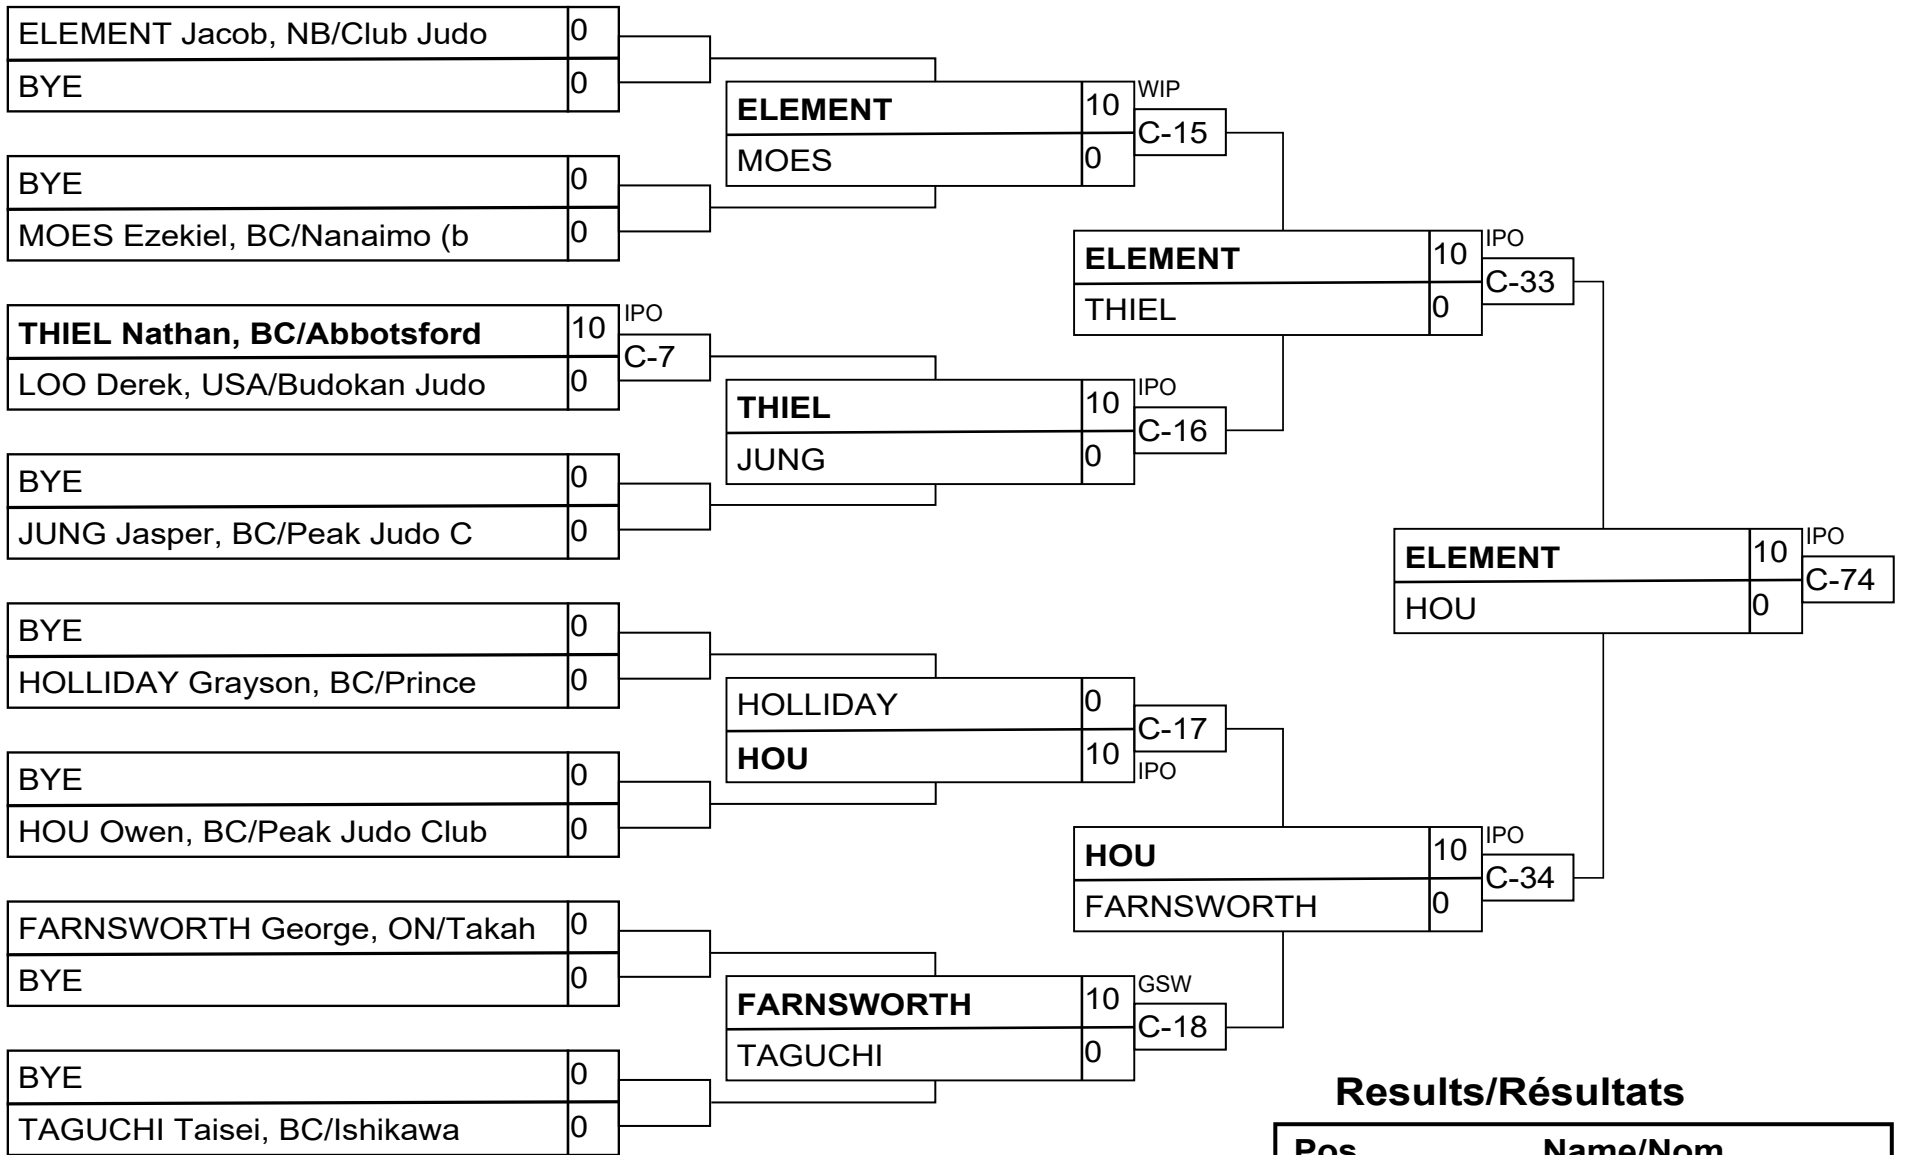 ELEMENT Jacob, NB/Club Judo 0
BYE 0
BYE 0
MOES Ezekiel, BC/Nanaimo (b 0
THIEL Nathan, BC/Abbotsford 10 IPO
C-7
LOO Derek, USA/Budokan Judo 0
BYE 0
JUNG Jasper, BC/Peak Judo C 0
BYE 0
HOLLIDAY Grayson, BC/Prince 0
BYE 0
HOU Owen, BC/Peak Judo Club 0
FARNSWORTH George, ON/Takah 0
BYE 0
BYE 0
TAGUCHI Taisei, BC/Ishikawa 0
ELEMENT 10 WIP
C-15
MOES 0
THIEL 10 IPO
C-16
JUNG 0
HOLLIDAY 0
C-17
HOU 10 IPO
FARNSWORTH 10 GSW
C-18
TAGUCHI 0
ELEMENT 10 IPO
C-33
THIEL 0
HOU 10 IPO
C-34
FARNSWORTH 0
ELEMENT 10 IPO
C-74
HOU 0
Results/Résultats
Pos Name/Nom